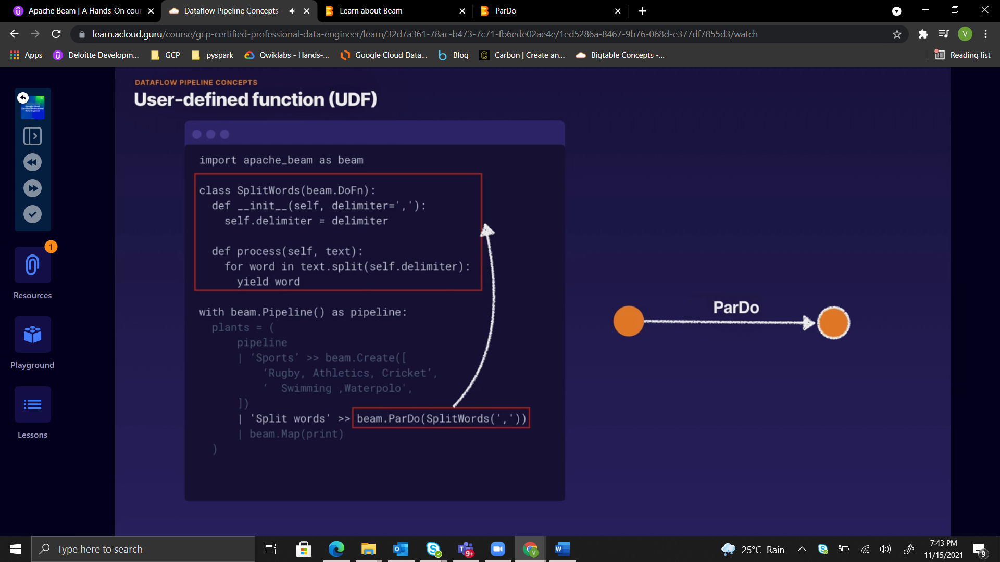 Apache Beam | A Hands-On cour
Dataflow Pipeline Concepts -
Learn about Beam
ParDo
learn.acloud.guru/course/gcp-certified-professional-data-engineer/learn/32d7a361-78ac-b473-7c71-fb6ede02ae4e/1ed5286a-8467-9b76-068d-e377df7855d3/watch
V
Apps
Deloitte Developm...
GCP
pyspark
Qwiklabs - Hands-...
Google Cloud Data...
Blog
Carbon | Create an...
Bigtable Concepts -...
Reading list
DATAFLOW PIPELINE CONCEPTS
User-defined function (UDF)
import apache_beam as beam
class SplitWords(beam.DoFn):
def __init__(self, delimiter=','):
self.delimiter = delimiter
def process(self, text):
for word in text.split(self.delimiter):
yield word
with beam.Pipeline() as pipeline:
plants = (
pipeline
| ‘Sports’ >> beam.Create([
‘Rugby, Athletics, Cricket’,
‘  Swimming ,Waterpolo',
])
| 'Split words' >> beam.ParDo(SplitWords(','))
| beam.Map(print)
)
ParDo
1
Resources
Playground
Lessons
Type here to search
9+
25°C Rain
7:43 PM
11/15/2021
9